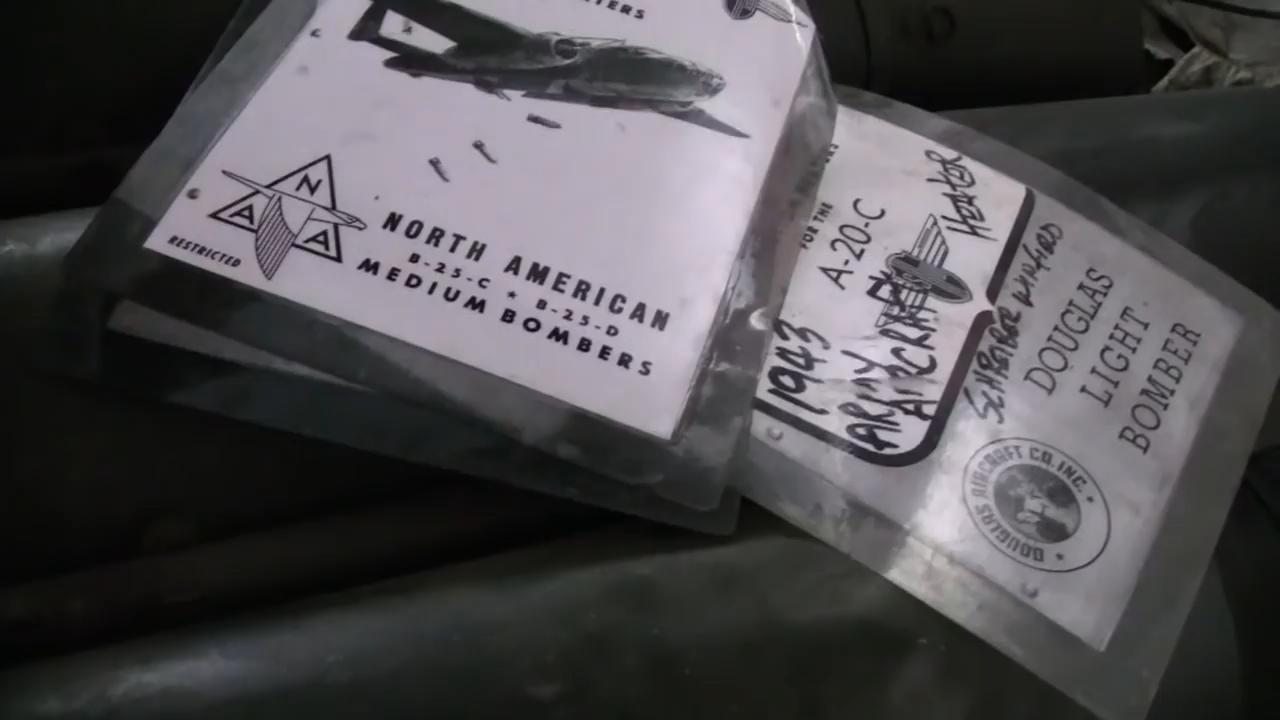 NAA
RESTRICTED
NORTH AMERICAN
B-25-C * B-25-D
MEDIUM BOMBERS
FOR THE
A-20-C
HEATER
1943
ARMY
AIRCRAFT
DOUGLAS
LIGHT
BOMBER
DOUGLAS AIRCRAFT CO. INC.